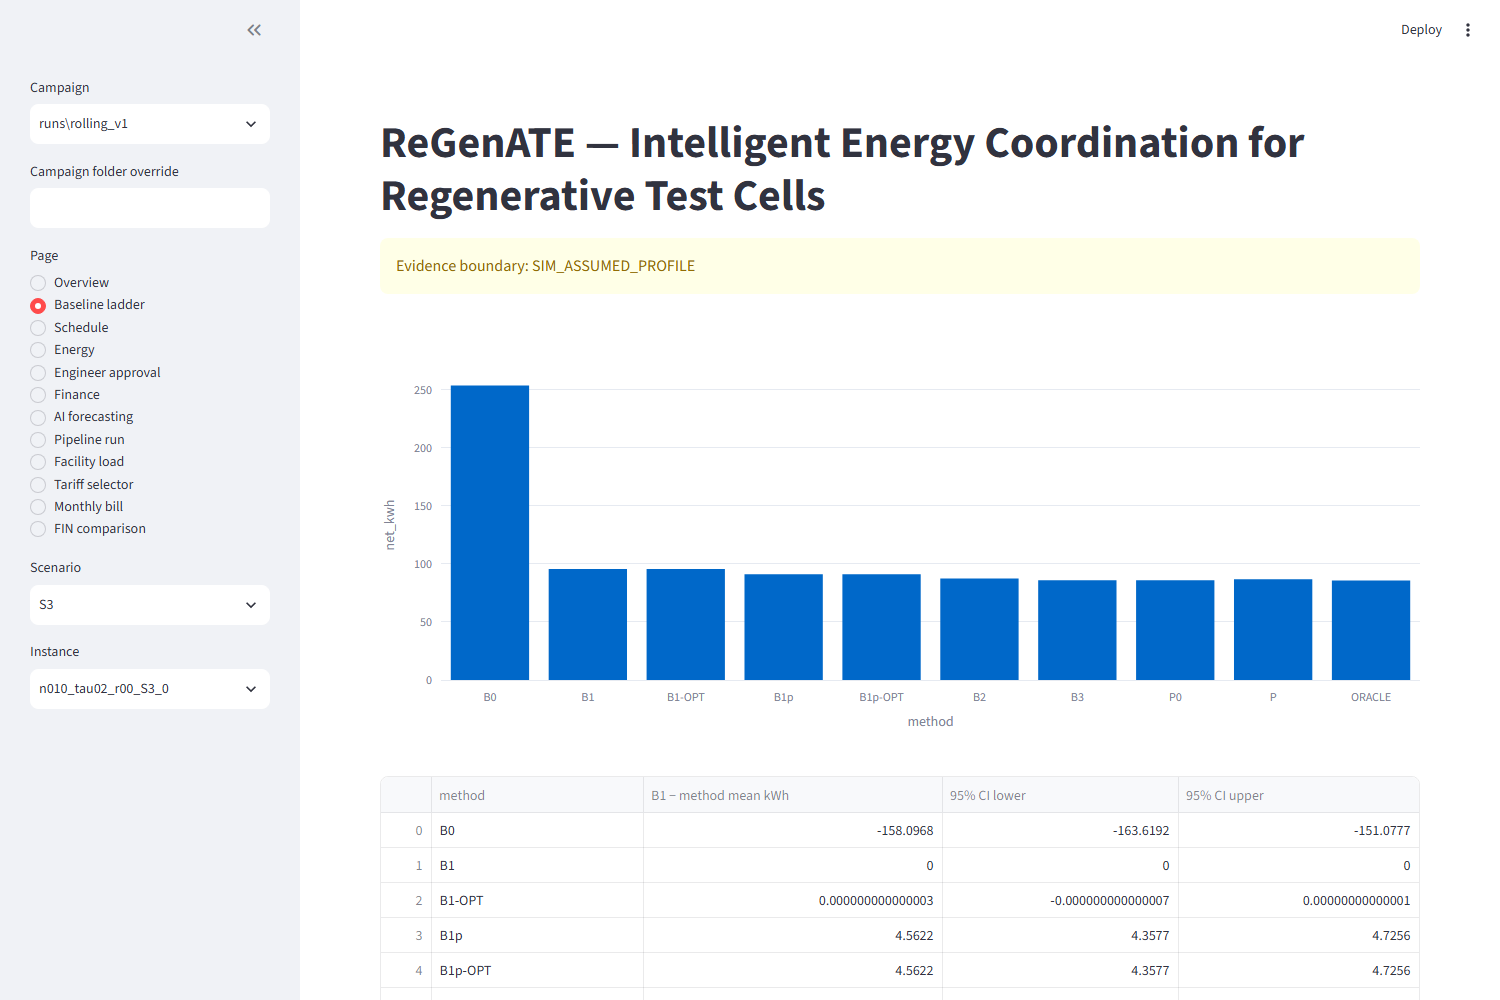 Deploy
Campaign
runs\rolling_v1
Campaign folder override
Page
Overview
Baseline ladder
Schedule
Energy
Engineer approval
Finance
AI forecasting
Pipeline run
Facility load
Tariff selector
Monthly bill
FIN comparison
Scenario
S3
Instance
n010_tau02_r00_S3_0
ReGenATE — Intelligent Energy Coordination for
Regenerative Test Cells
Evidence boundary: SIM_ASSUMED_PROFILE
250
200
150
100
50
0
net_kwh
B0 B1 B1-OPT B1p B1p-OPT B2 B3 P0 P ORACLE
method
method B1 − method mean kWh 95% CI lower 95% CI upper
0 B0 -158.0968 -163.6192 -151.0777
1 B1 0 0 0
2 B1-OPT 0.000000000000003 -0.000000000000007 0.00000000000001
3 B1p 4.5622 4.3577 4.7256
4 B1p-OPT 4.5622 4.3577 4.7256